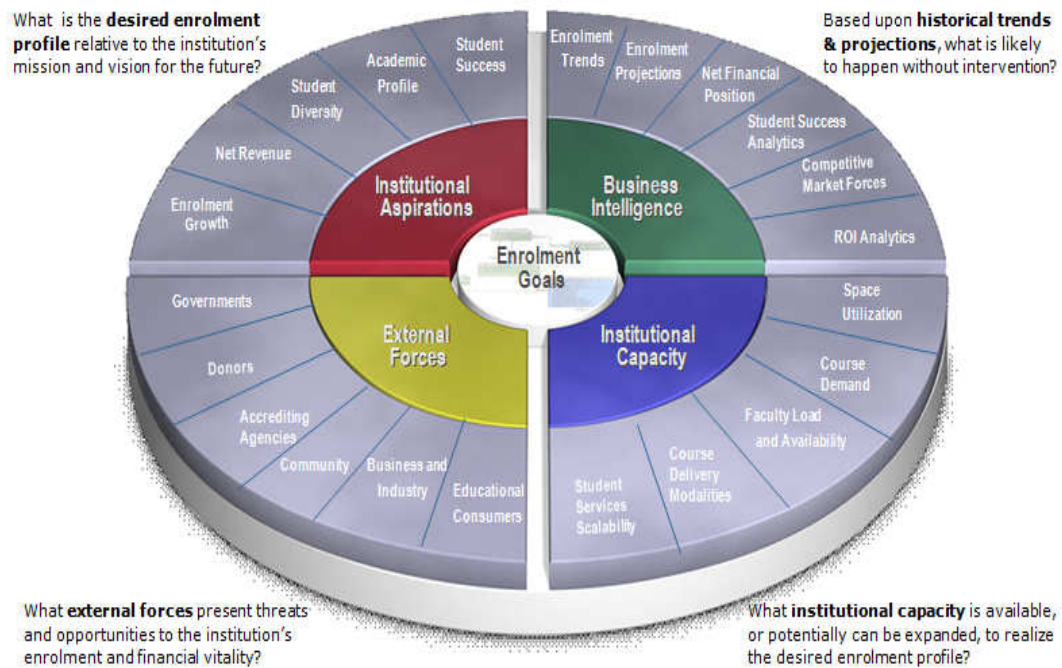 What is the desired enrolment
profile relative to the institution's
mission and vision for the future?
Based upon historical trends
& projections, what is likely
to happen without intervention?
Institutional
Aspirations
Enrolment
Growth
Net Revenue
Student
Diversity
Academic
Profile
Student
Success
Business
Intelligence
Enrolment
Trends
Enrolment
Projections
Net Financial
Position
Student Success
Analytics
Competitive
Market Forces
ROI Analytics
Enrolment
Goals
External
Forces
Governments
Donors
Accrediting
Agencies
Community
Business and
Industry
Educational
Consumers
Institutional
Capacity
Space
Utilization
Course
Demand
Faculty Load
and Availability
Course
Delivery
Modalities
Student
Services
Scalability
What external forces present threats
and opportunities to the institution's
enrolment and financial vitality?
What institutional capacity is available,
or potentially can be expanded, to realize
the desired enrolment profile?